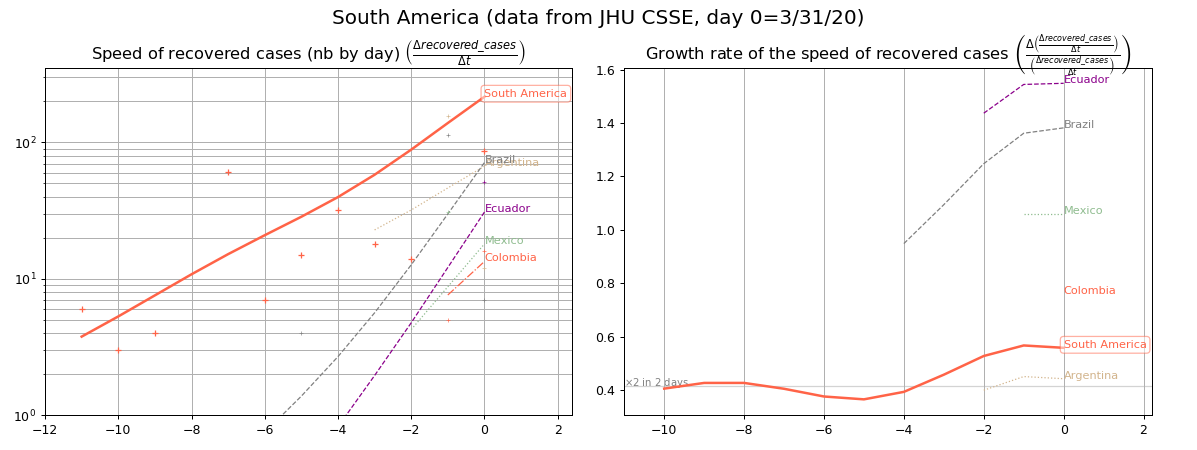 South America (data from JHU CSSE, day 0=3/31/20)
Speed of recovered cases (nb by day) (Δrecovered_cases/Δt)
Growth rate of the speed of recovered cases (Δ(Δrecovered_cases/Δt)/(Δrecovered_cases/Δt)/Δt)
South America
Brazil
Argentina
Ecuador
Mexico
Colombia
10²
10¹
10⁰
−12 −10 −8 −6 −4 −2 0 2
Ecuador
Brazil
Mexico
Colombia
South America
Argentina
×2 in 2 days
1.6
1.4
1.2
1.0
0.8
0.6
0.4
−10 −8 −6 −4 −2 0 2